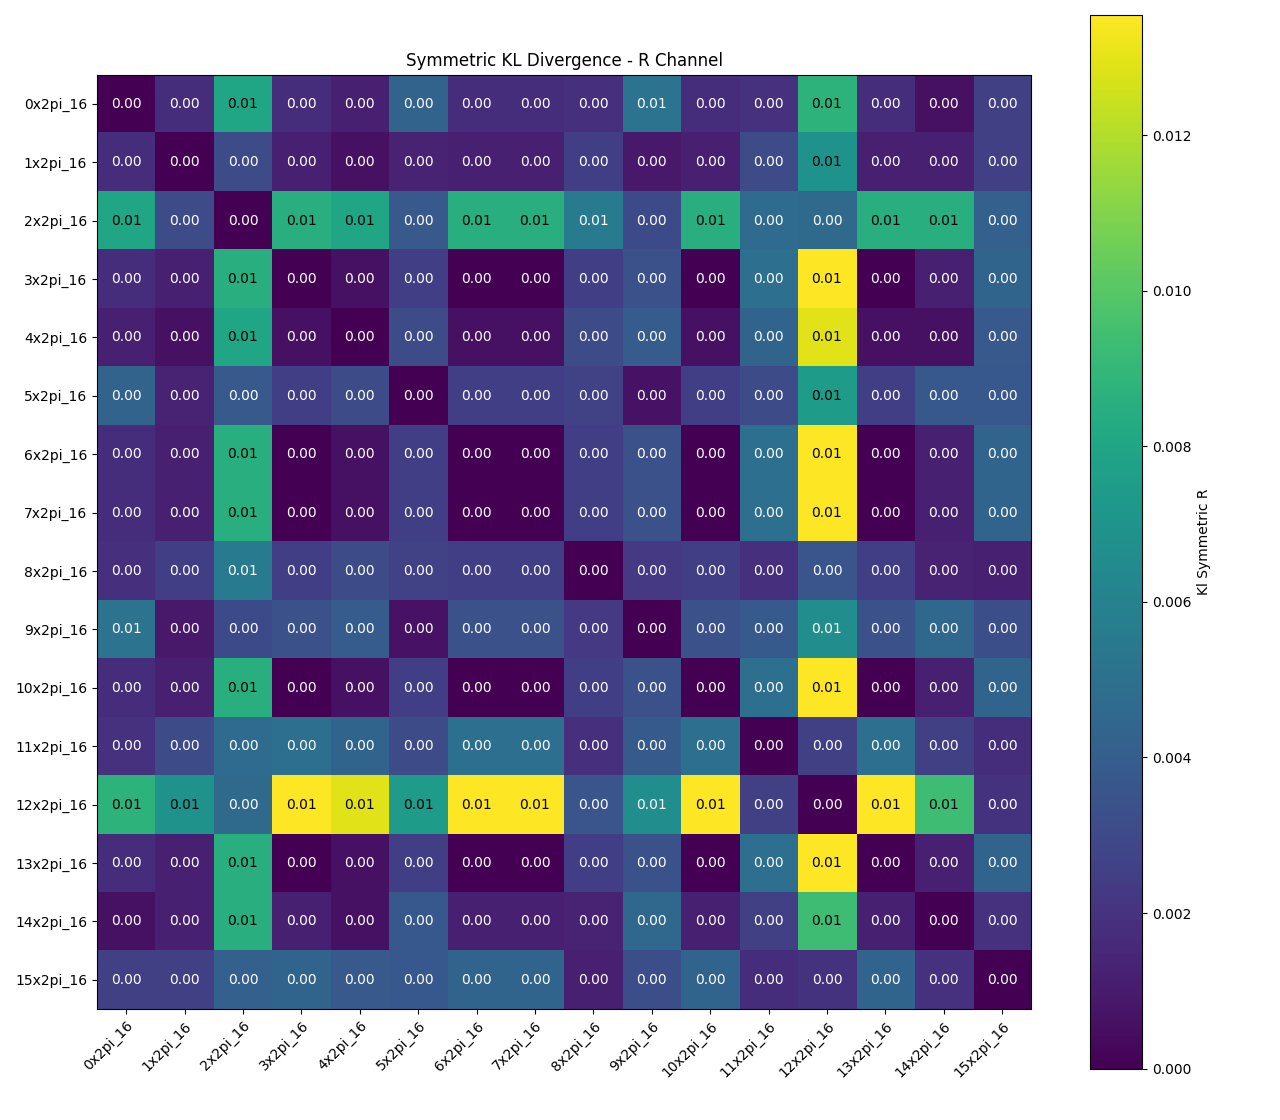 Symmetric KL Divergence - R Channel
0x2pi_16 0.00 0.00 0.01 0.00 0.00 0.00 0.00 0.00 0.00 0.01 0.00 0.00 0.01 0.00 0.00 0.00
1x2pi_16 0.00 0.00 0.00 0.00 0.00 0.00 0.00 0.00 0.00 0.00 0.00 0.00 0.01 0.00 0.00 0.00
2x2pi_16 0.01 0.00 0.00 0.01 0.01 0.00 0.01 0.01 0.01 0.00 0.01 0.00 0.00 0.01 0.01 0.00
3x2pi_16 0.00 0.00 0.01 0.00 0.00 0.00 0.00 0.00 0.00 0.00 0.00 0.00 0.01 0.00 0.00 0.00
4x2pi_16 0.00 0.00 0.01 0.00 0.00 0.00 0.00 0.00 0.00 0.00 0.00 0.00 0.01 0.00 0.00 0.00
5x2pi_16 0.00 0.00 0.00 0.00 0.00 0.00 0.00 0.00 0.00 0.00 0.00 0.00 0.01 0.00 0.00 0.00
6x2pi_16 0.00 0.00 0.01 0.00 0.00 0.00 0.00 0.00 0.00 0.00 0.00 0.00 0.01 0.00 0.00 0.00
7x2pi_16 0.00 0.00 0.01 0.00 0.00 0.00 0.00 0.00 0.00 0.00 0.00 0.00 0.01 0.00 0.00 0.00
8x2pi_16 0.00 0.00 0.01 0.00 0.00 0.00 0.00 0.00 0.00 0.00 0.00 0.00 0.00 0.00 0.00 0.00
9x2pi_16 0.01 0.00 0.00 0.00 0.00 0.00 0.00 0.00 0.00 0.00 0.00 0.00 0.01 0.00 0.00 0.00
10x2pi_16 0.00 0.00 0.01 0.00 0.00 0.00 0.00 0.00 0.00 0.00 0.00 0.00 0.01 0.00 0.00 0.00
11x2pi_16 0.00 0.00 0.00 0.00 0.00 0.00 0.00 0.00 0.00 0.00 0.00 0.00 0.00 0.00 0.00 0.00
12x2pi_16 0.01 0.01 0.00 0.01 0.01 0.01 0.01 0.01 0.00 0.01 0.01 0.00 0.00 0.01 0.01 0.00
13x2pi_16 0.00 0.00 0.01 0.00 0.00 0.00 0.00 0.00 0.00 0.00 0.00 0.00 0.01 0.00 0.00 0.00
14x2pi_16 0.00 0.00 0.01 0.00 0.00 0.00 0.00 0.00 0.00 0.00 0.00 0.00 0.01 0.00 0.00 0.00
15x2pi_16 0.00 0.00 0.00 0.00 0.00 0.00 0.00 0.00 0.00 0.00 0.00 0.00 0.00 0.00 0.00 0.00
0x2pi_16 1x2pi_16 2x2pi_16 3x2pi_16 4x2pi_16 5x2pi_16 6x2pi_16 7x2pi_16 8x2pi_16 9x2pi_16 10x2pi_16 11x2pi_16 12x2pi_16 13x2pi_16 14x2pi_16 15x2pi_16
0.012
0.010
0.008
0.006
0.004
0.002
0.000
Kl Symmetric R